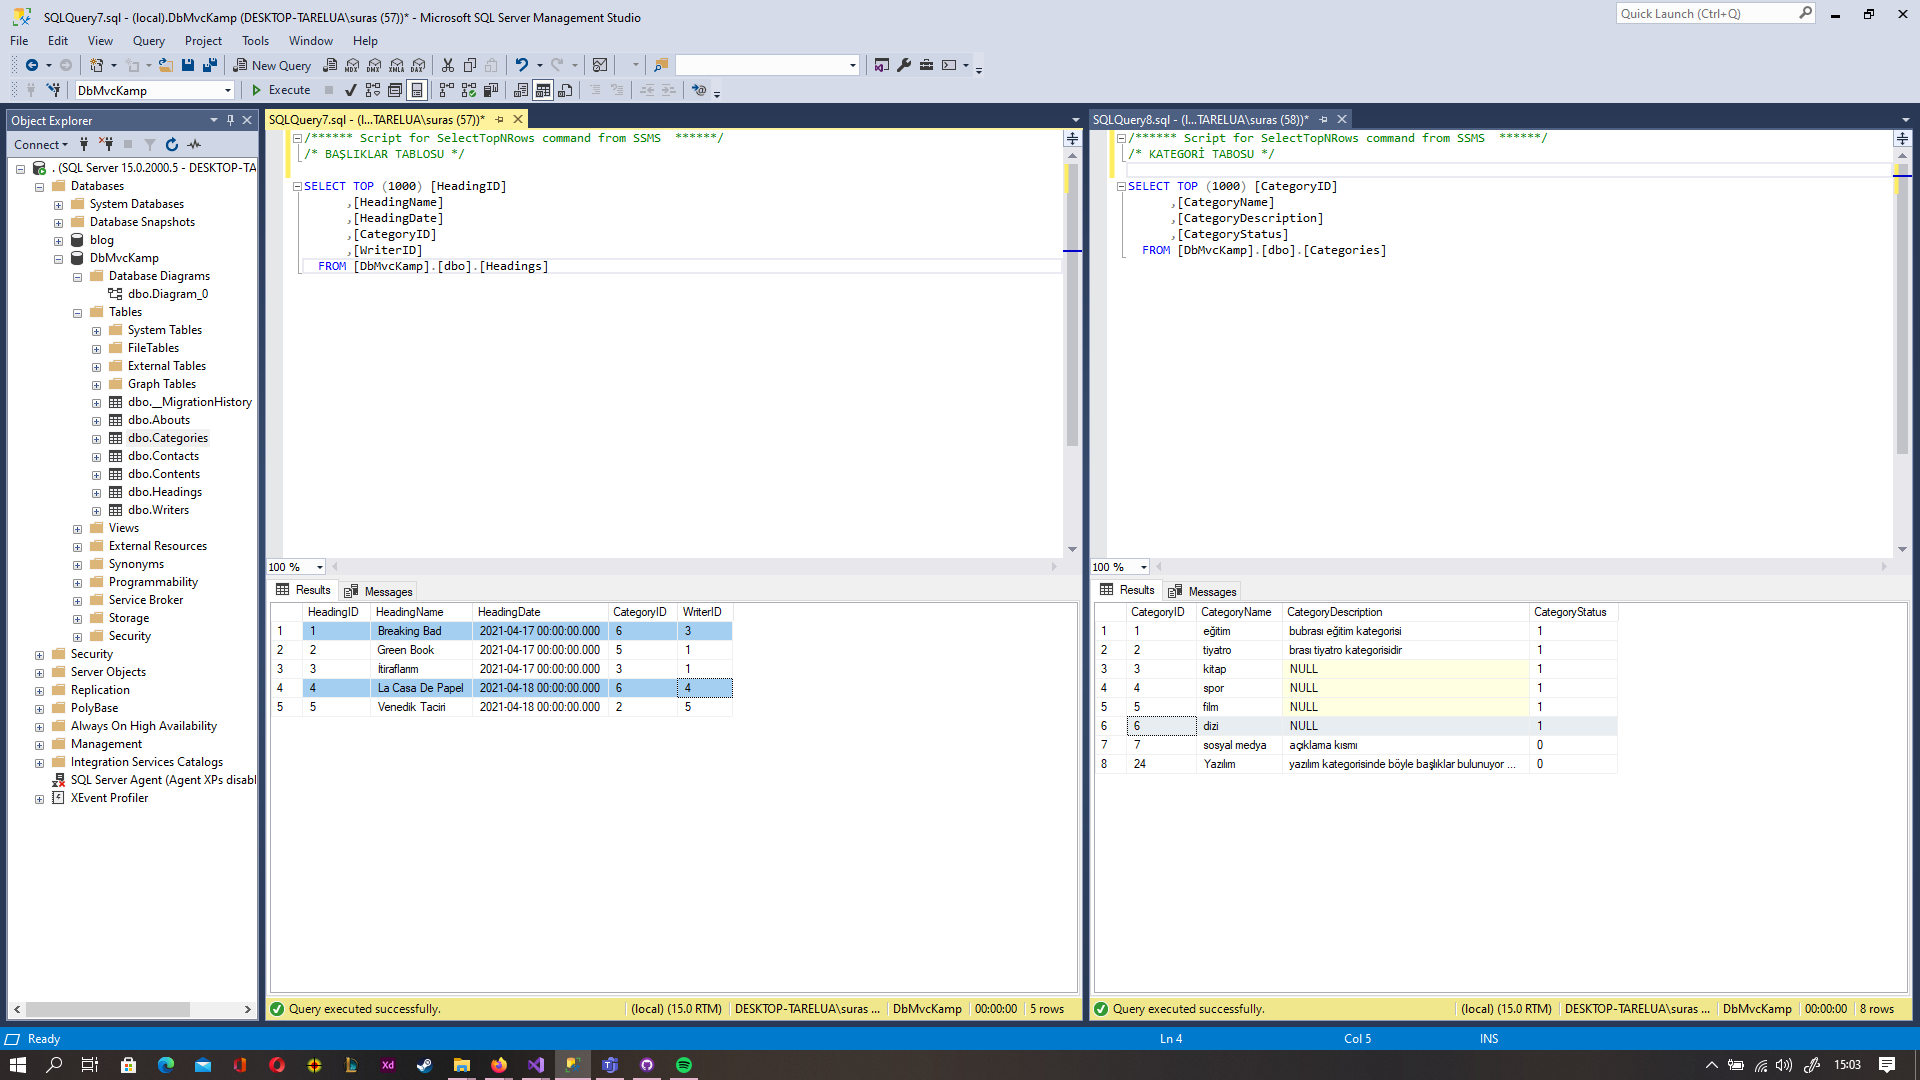 SQLQuery7.sql - (local).DbMvcKamp (DESKTOP-TARELUA\suras (57))* - Microsoft SQL Server Management Studio
Quick Launch (Ctrl+Q)
File Edit View Query Project Tools Window Help
New Query
MDX DMX XMLA DAX
DbMvcKamp
Execute
Object Explorer
Connect
. (SQL Server 15.0.2000.5 - DESKTOP-TA
Databases
System Databases
Database Snapshots
blog
DbMvcKamp
Database Diagrams
dbo.Diagram_0
Tables
System Tables
FileTables
External Tables
Graph Tables
dbo.__MigrationHistory
dbo.Abouts
dbo.Categories
dbo.Contacts
dbo.Contents
dbo.Headings
dbo.Writers
Views
External Resources
Synonyms
Programmability
Service Broker
Storage
Security
Security
Server Objects
Replication
PolyBase
Always On High Availability
Management
Integration Services Catalogs
SQL Server Agent (Agent XPs disabl
XEvent Profiler
SQLQuery7.sql - (l...TARELUA\suras (57))*
/****** Script for SelectTopNRows command from SSMS ******/
/* BAŞLIKLAR TABLOSU */
SELECT TOP (1000) [HeadingID]
,[HeadingName]
,[HeadingDate]
,[CategoryID]
,[WriterID]
FROM [DbMvcKamp].[dbo].[Headings]
100 %
Results Messages
HeadingID HeadingName HeadingDate CategoryID WriterID
1 1 Breaking Bad 2021-04-17 00:00:00.000 6 3
2 2 Green Book 2021-04-17 00:00:00.000 5 1
3 3 İtiraflarım 2021-04-17 00:00:00.000 3 1
4 4 La Casa De Papel 2021-04-18 00:00:00.000 6 4
5 5 Venedik Taciri 2021-04-18 00:00:00.000 2 5
Query executed successfully. (local) (15.0 RTM) DESKTOP-TARELUA\suras ... DbMvcKamp 00:00:00 5 rows
SQLQuery8.sql - (l...TARELUA\suras (58))*
/****** Script for SelectTopNRows command from SSMS ******/
/* KATEGORİ TABOSU */
SELECT TOP (1000) [CategoryID]
,[CategoryName]
,[CategoryDescription]
,[CategoryStatus]
FROM [DbMvcKamp].[dbo].[Categories]
100 %
Results Messages
CategoryID CategoryName CategoryDescription CategoryStatus
1 1 eğitim bubrası eğitim kategorisi 1
2 2 tiyatro brası tiyatro kategorisidir 1
3 3 kitap NULL 1
4 4 spor NULL 1
5 5 film NULL 1
6 6 dizi NULL 1
7 7 sosyal medya açıklama kısmı 0
8 24 Yazılım yazılım kategorisinde böyle başlıklar bulunuyor ... 0
Query executed successfully. (local) (15.0 RTM) DESKTOP-TARELUA\suras ... DbMvcKamp 00:00:00 8 rows
Ready Ln 4 Col 5 INS
Xd
15:03